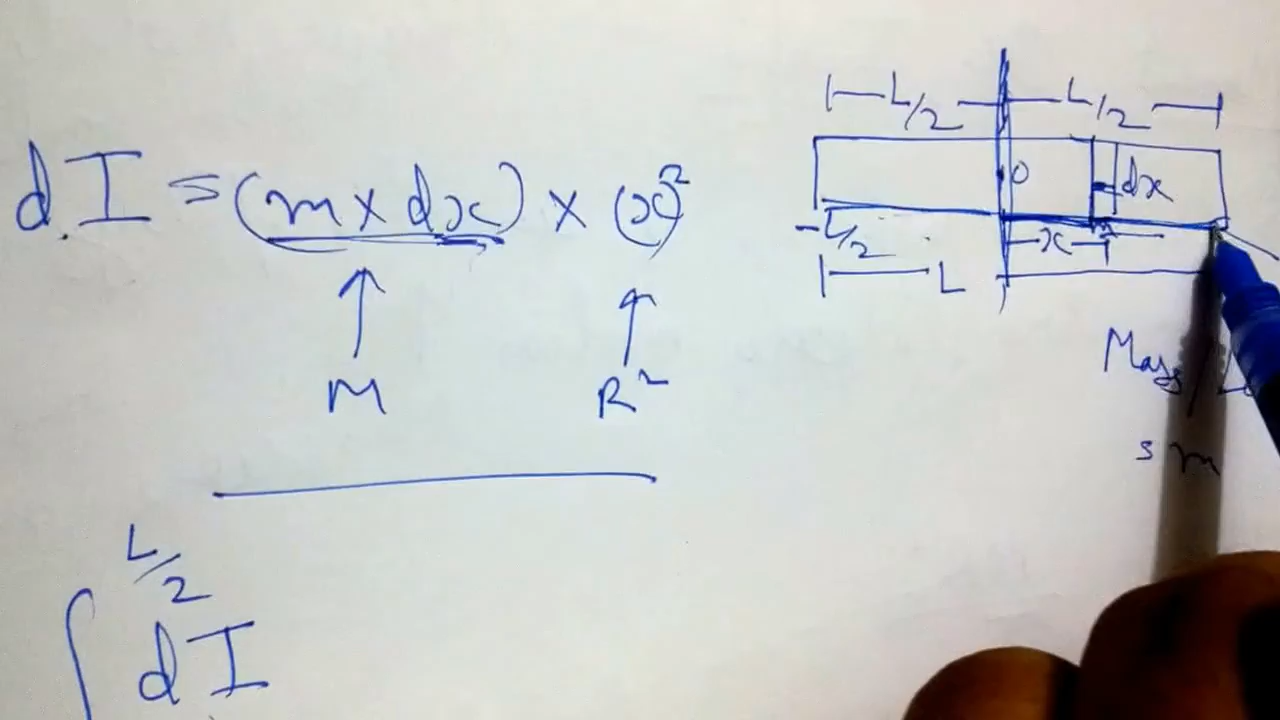 dI = (m x dx) x (x)²
M
R²
L/2
dI
L/2 L/2
O dx
-L/2 x
L
Mass/
= m